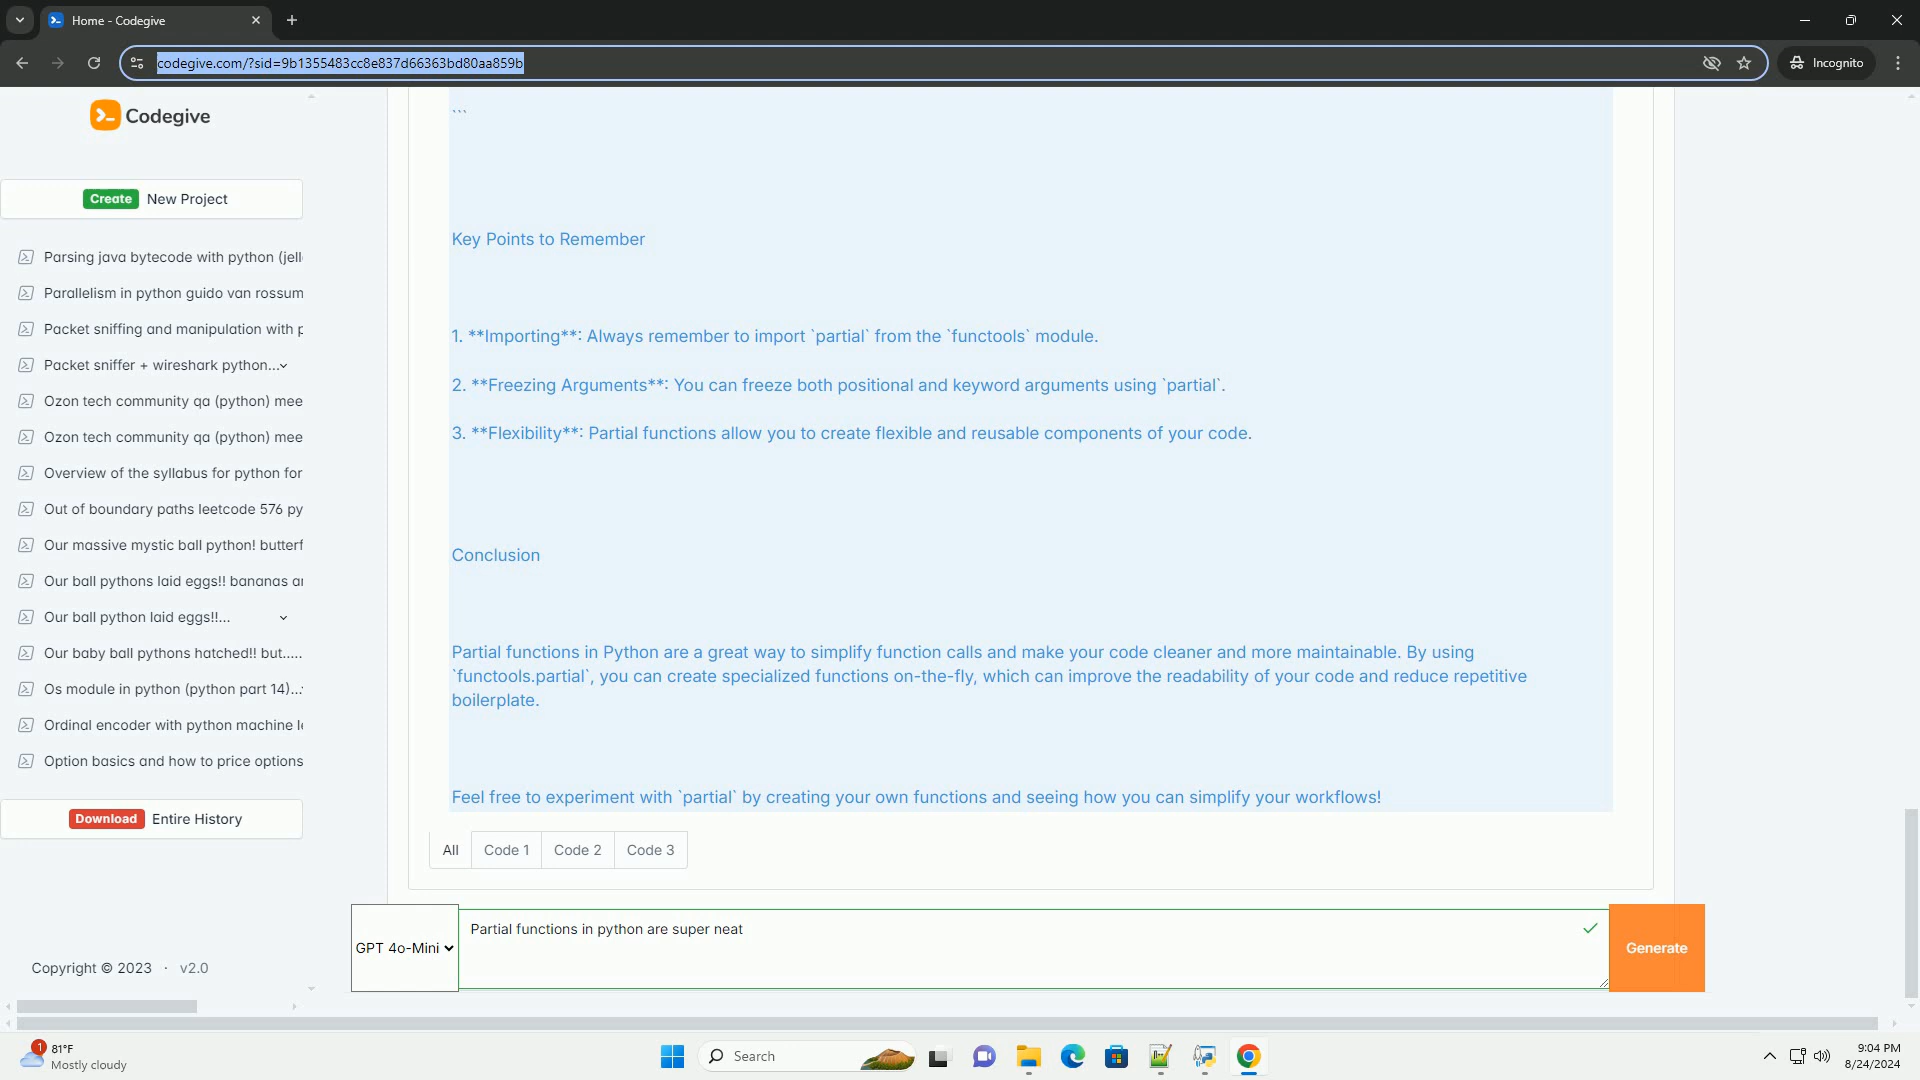 Home - Codegive
codegive.com/?sid=9b1355483cc8e837d66363bd80aa859b
Incognito
Codegive
Create New Project
Parsing java bytecode with python (jell
Parallelism in python guido van rossum
Packet sniffing and manipulation with p
Packet sniffer + wireshark python...
Ozon tech community qa (python) mee
Ozon tech community qa (python) mee
Overview of the syllabus for python for
Out of boundary paths leetcode 576 py
Our massive mystic ball python! butterf
Our ball pythons laid eggs!! bananas ar
Our ball python laid eggs!!...
Our baby ball pythons hatched!! but.....
Os module in python (python part 14)...
Ordinal encoder with python machine le
Option basics and how to price options
Download Entire History
Copyright © 2023 · v2.0
```
Key Points to Remember
1. **Importing**: Always remember to import `partial` from the `functools` module.
2. **Freezing Arguments**: You can freeze both positional and keyword arguments using `partial`.
3. **Flexibility**: Partial functions allow you to create flexible and reusable components of your code.
Conclusion
Partial functions in Python are a great way to simplify function calls and make your code cleaner and more maintainable. By using
`functools.partial`, you can create specialized functions on-the-fly, which can improve the readability of your code and reduce repetitive
boilerplate.
Feel free to experiment with `partial` by creating your own functions and seeing how you can simplify your workflows!
All Code 1 Code 2 Code 3
GPT 4o-Mini
Partial functions in python are super neat
Generate
1
81°F
Mostly cloudy
Search
9:04 PM
8/24/2024